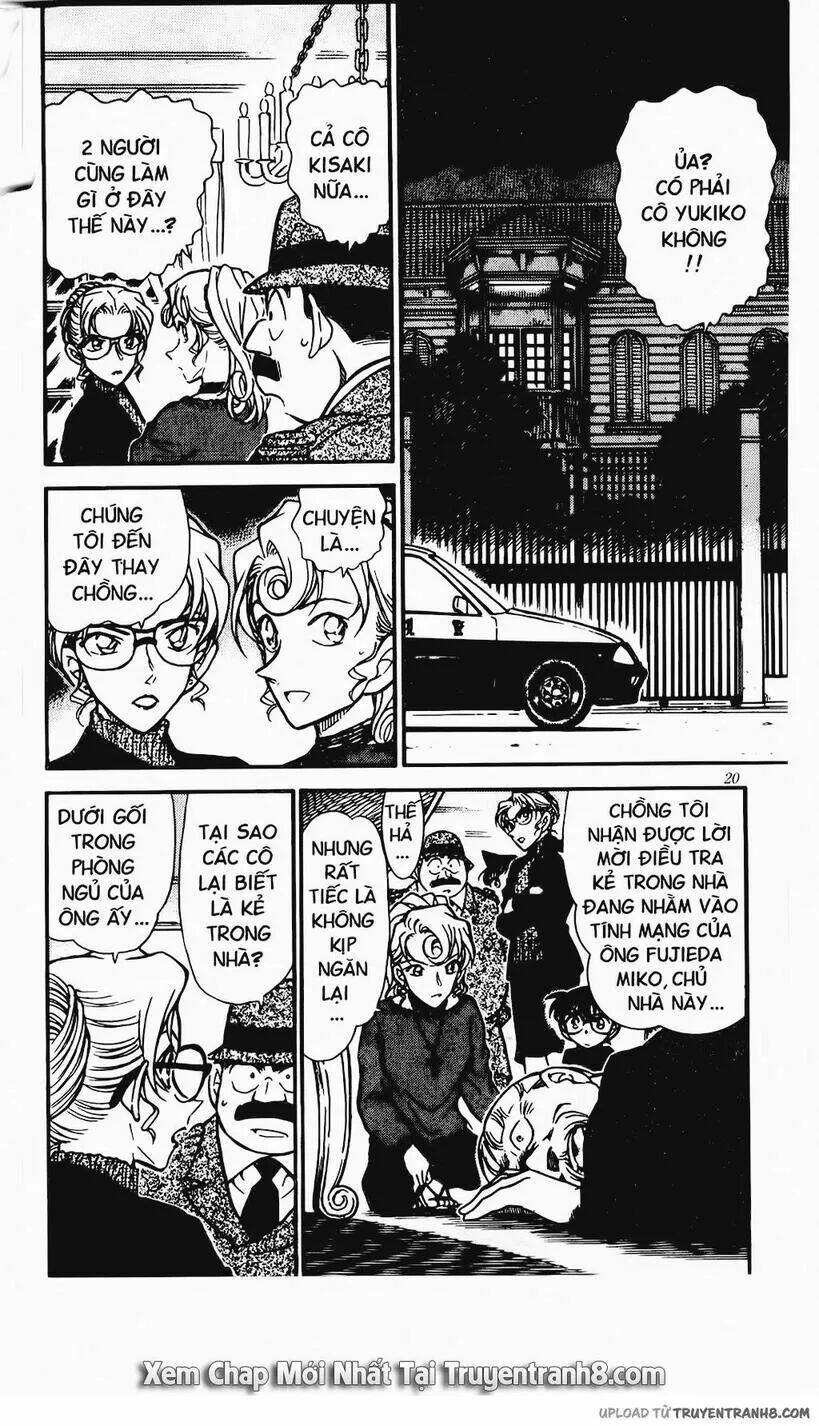 ỦA?
CÓ PHẢI
CÔ YUKIKO
KHÔNG
!!
CẢ CÔ
KISAKI
NỮA...
2 NGƯỜI
CÙNG LÀM
GÌ Ở ĐÂY
THẾ NÀY...?
CHUYỆN
LÀ...
CHÚNG
TÔI ĐẾN
ĐÂY THAY
CHỒNG...
20
CHỒNG TÔI
NHẬN ĐƯỢC LỜI
MỜI ĐIỀU TRA
KẺ TRONG NHÀ
ĐANG NHẰM VÀO
TÍNH MẠNG CỦA
ÔNG FUJIEDA
MIKO, CHỦ
NHÀ NÀY...
THẾ
HẢ
...
NHƯNG
RẤT
TIẾC LÀ
KHÔNG
KỊP
NGĂN
LẠI
...
TẠI SAO
CÁC CÔ
LẠI BIẾT
LÀ KẺ
TRONG
NHÀ?
DƯỚI GỐI
TRONG
PHÒNG
NGỦ CỦA
ÔNG ẤY...
Xem Chap Mới Nhất Tại Truyentranh8.com
UPLOAD TỪ TRUYENTRANH8.COM